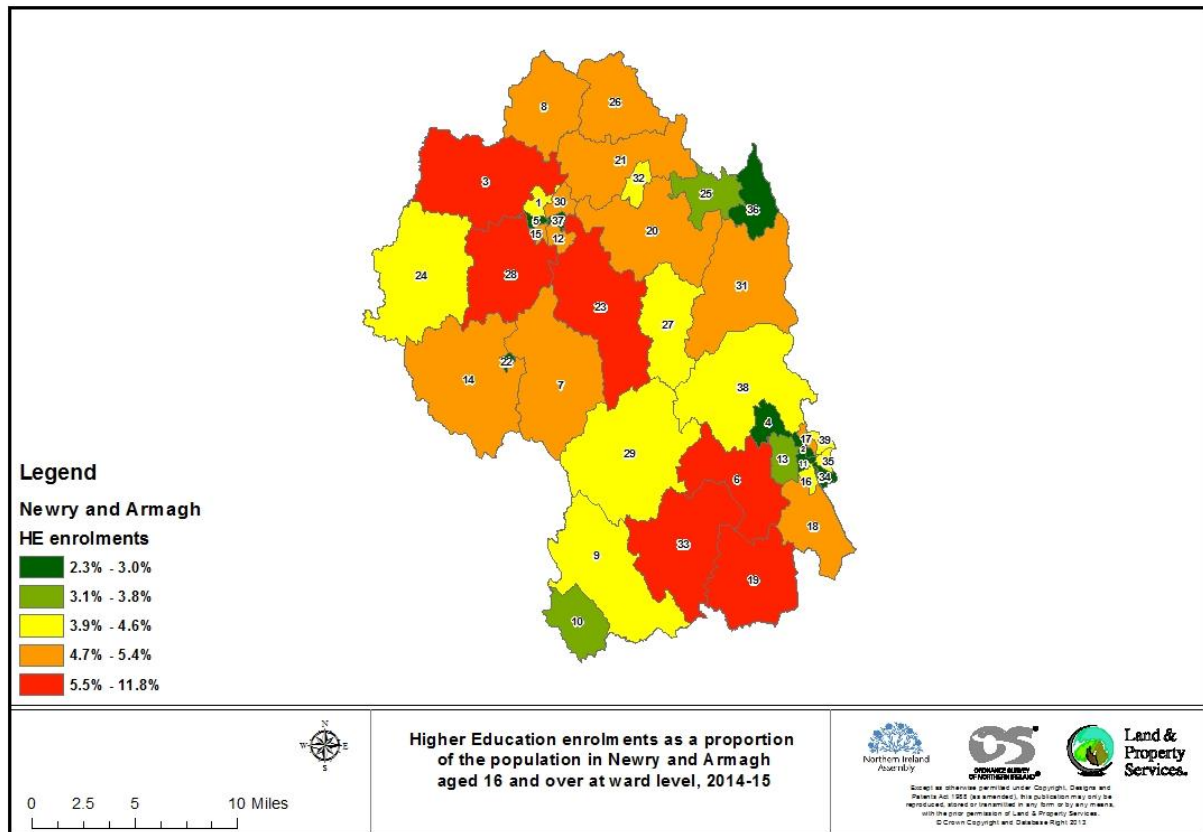 8
26
21
3
32
25
36
1
30
5
37
15
12
20
24
28
31
23
27
22
14
7
38
4
17
39
2
29
13
11
35
6
16
34
18
33
9
19
10
Legend
Newry and Armagh
HE enrolments
2.3% - 3.0%
3.1% - 3.8%
3.9% - 4.6%
4.7% - 5.4%
5.5% - 11.8%
N
W E
S
0 2.5 5 10 Miles
Higher Education enrolments as a proportion
of the population in Newry and Armagh
aged 16 and over at ward level, 2014-15
Northern Ireland
Assembly
OS
ORDNANCE SURVEY
OF NORTHERN IRELAND
Land &
Property
Services.
Except as otherwise permitted under Copyright, Designs and
Patents Act 1988 (as amended), this publication may only be
reproduced, stored or transmitted in any form or by any means,
with the prior permission of Land & Property Services.
© Crown Copyright and Database Right 2013